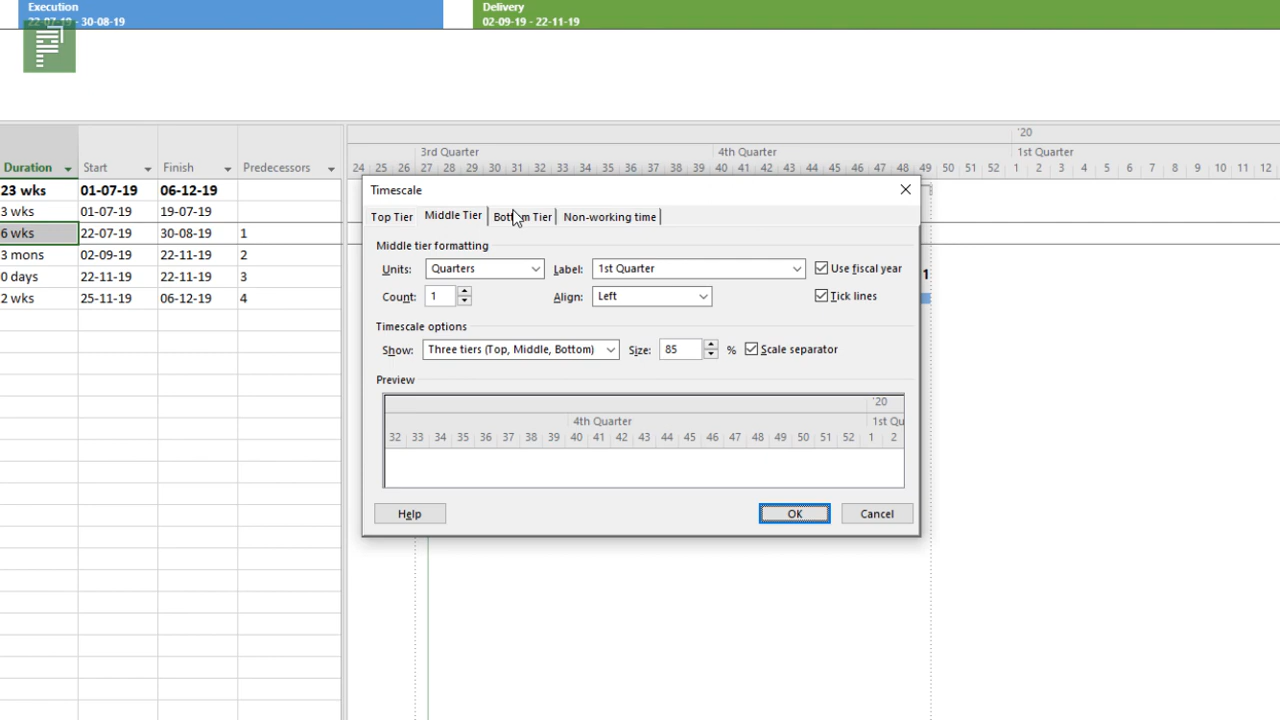 Execution
22-07-19 - 30-08-19
Delivery
02-09-19 - 22-11-19
'20
3rd Quarter 4th Quarter 1st Quarter
Duration Start Finish Predecessors
24 25 26 27 28 29 30 31 32 33 34 35 36 37 38 39 40 41 42 43 44 45 46 47 48 49 50 51 52 1 2 3 4 5 6 7 8 9 10 11 12
23 wks 01-07-19 06-12-19
3 wks 01-07-19 19-07-19
6 wks 22-07-19 30-08-19 1
3 mons 02-09-19 22-11-19 2
0 days 22-11-19 22-11-19 3
2 wks 25-11-19 06-12-19 4
1
Timescale
Top Tier Middle Tier Bottom Tier Non-working time
Middle tier formatting
Units: Quarters Label: 1st Quarter Use fiscal year
Count: 1 Align: Left Tick lines
Timescale options
Show: Three tiers (Top, Middle, Bottom) Size: 85 % Scale separator
Preview
'20
4th Quarter 1st Qu
32 33 34 35 36 37 38 39 40 41 42 43 44 45 46 47 48 49 50 51 52 1 2
Help OK Cancel